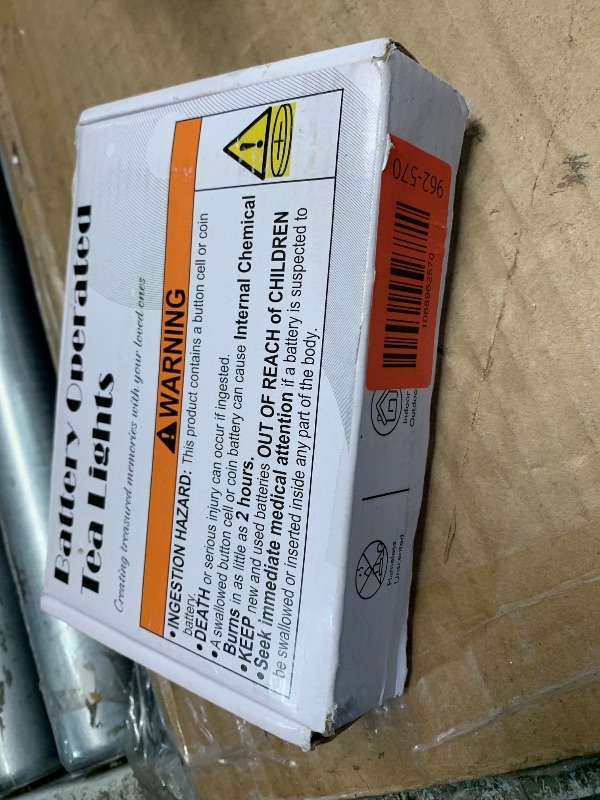 Battery Operated
Tea Lights
Creating treasured memories with your loved ones
WARNING
•INGESTION HAZARD: This product contains a button cell or coin
battery.
•DEATH or serious injury can occur if ingested.
•A swallowed button cell or coin battery can cause Internal Chemical
Burns in as little as 2 hours.
•KEEP new and used batteries OUT OF REACH of CHILDREN
•Seek immediate medical attention if a battery is suspected to
be swallowed or inserted inside any part of the body.
962-570
1068962570
Indoor
Outdoor
Flameless
Unscented